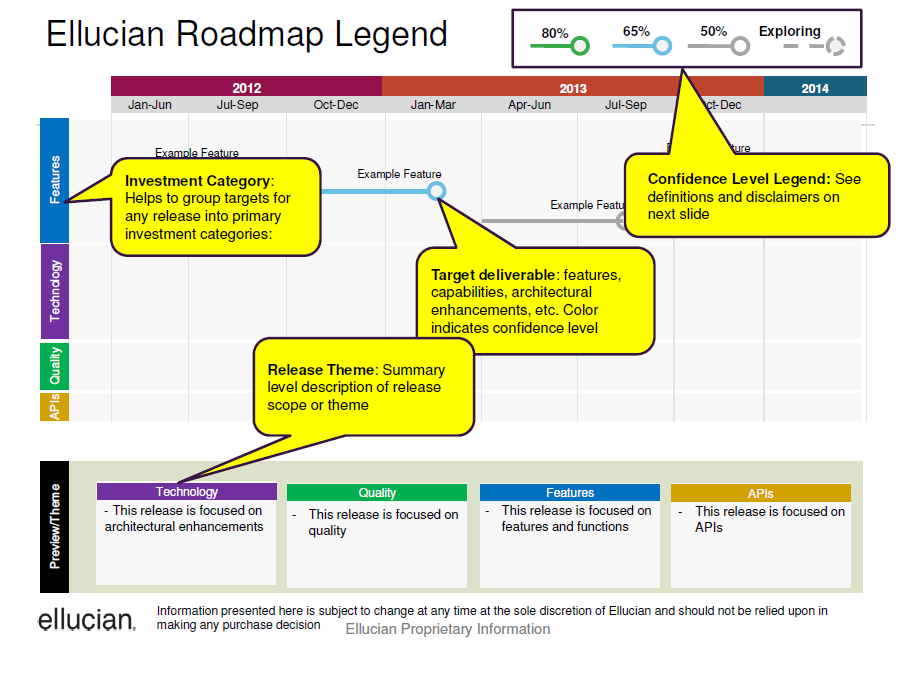 Ellucian Roadmap Legend
80% 65% 50% Exploring
2012 2013 2014
Jan-Jun Jul-Sep Oct-Dec Jan-Mar Apr-Jun Jul-Sep ct-Dec
Features
Technology
Quality
APIs
Example Feature
Example Feature
Example Featu
ture
Investment Category:
Helps to group targets for
any release into primary
investment categories:
Confidence Level Legend: See
definitions and disclaimers on
next slide
Target deliverable: features,
capabilities, architectural
enhancements, etc. Color
indicates confidence level
Release Theme: Summary
level description of release
scope or theme
Preview/Theme
Technology
- This release is focused on
architectural enhancements
Quality
- This release is focused on
quality
Features
- This release is focused on
features and functions
APIs
- This release is focused on
APIs
ellucian.
Information presented here is subject to change at any time at the sole discretion of Ellucian and should not be relied upon in
making any purchase decision
Ellucian Proprietary Information